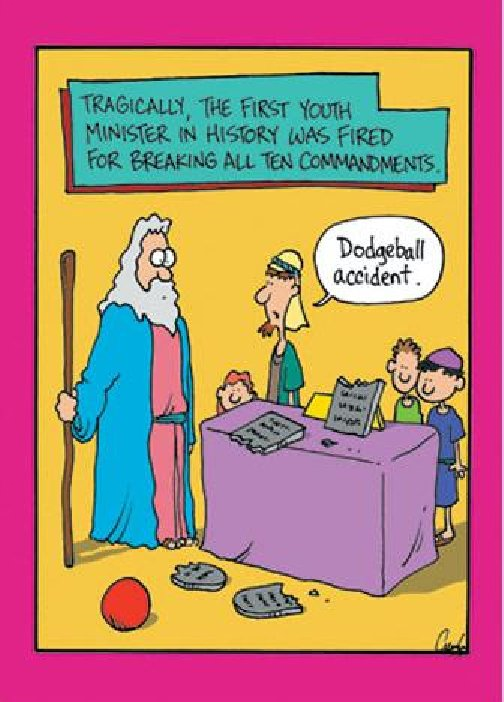 TRAGICALLY, THE FIRST YOUTH
MINISTER IN HISTORY WAS FIRED
FOR BREAKING ALL TEN COMMANDMENTS.
Dodgeball
accident.